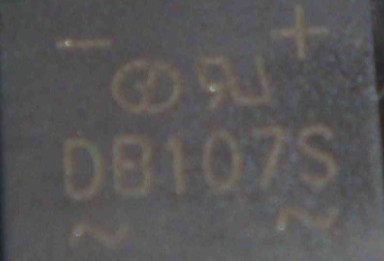 - +
DB107S
~ ~